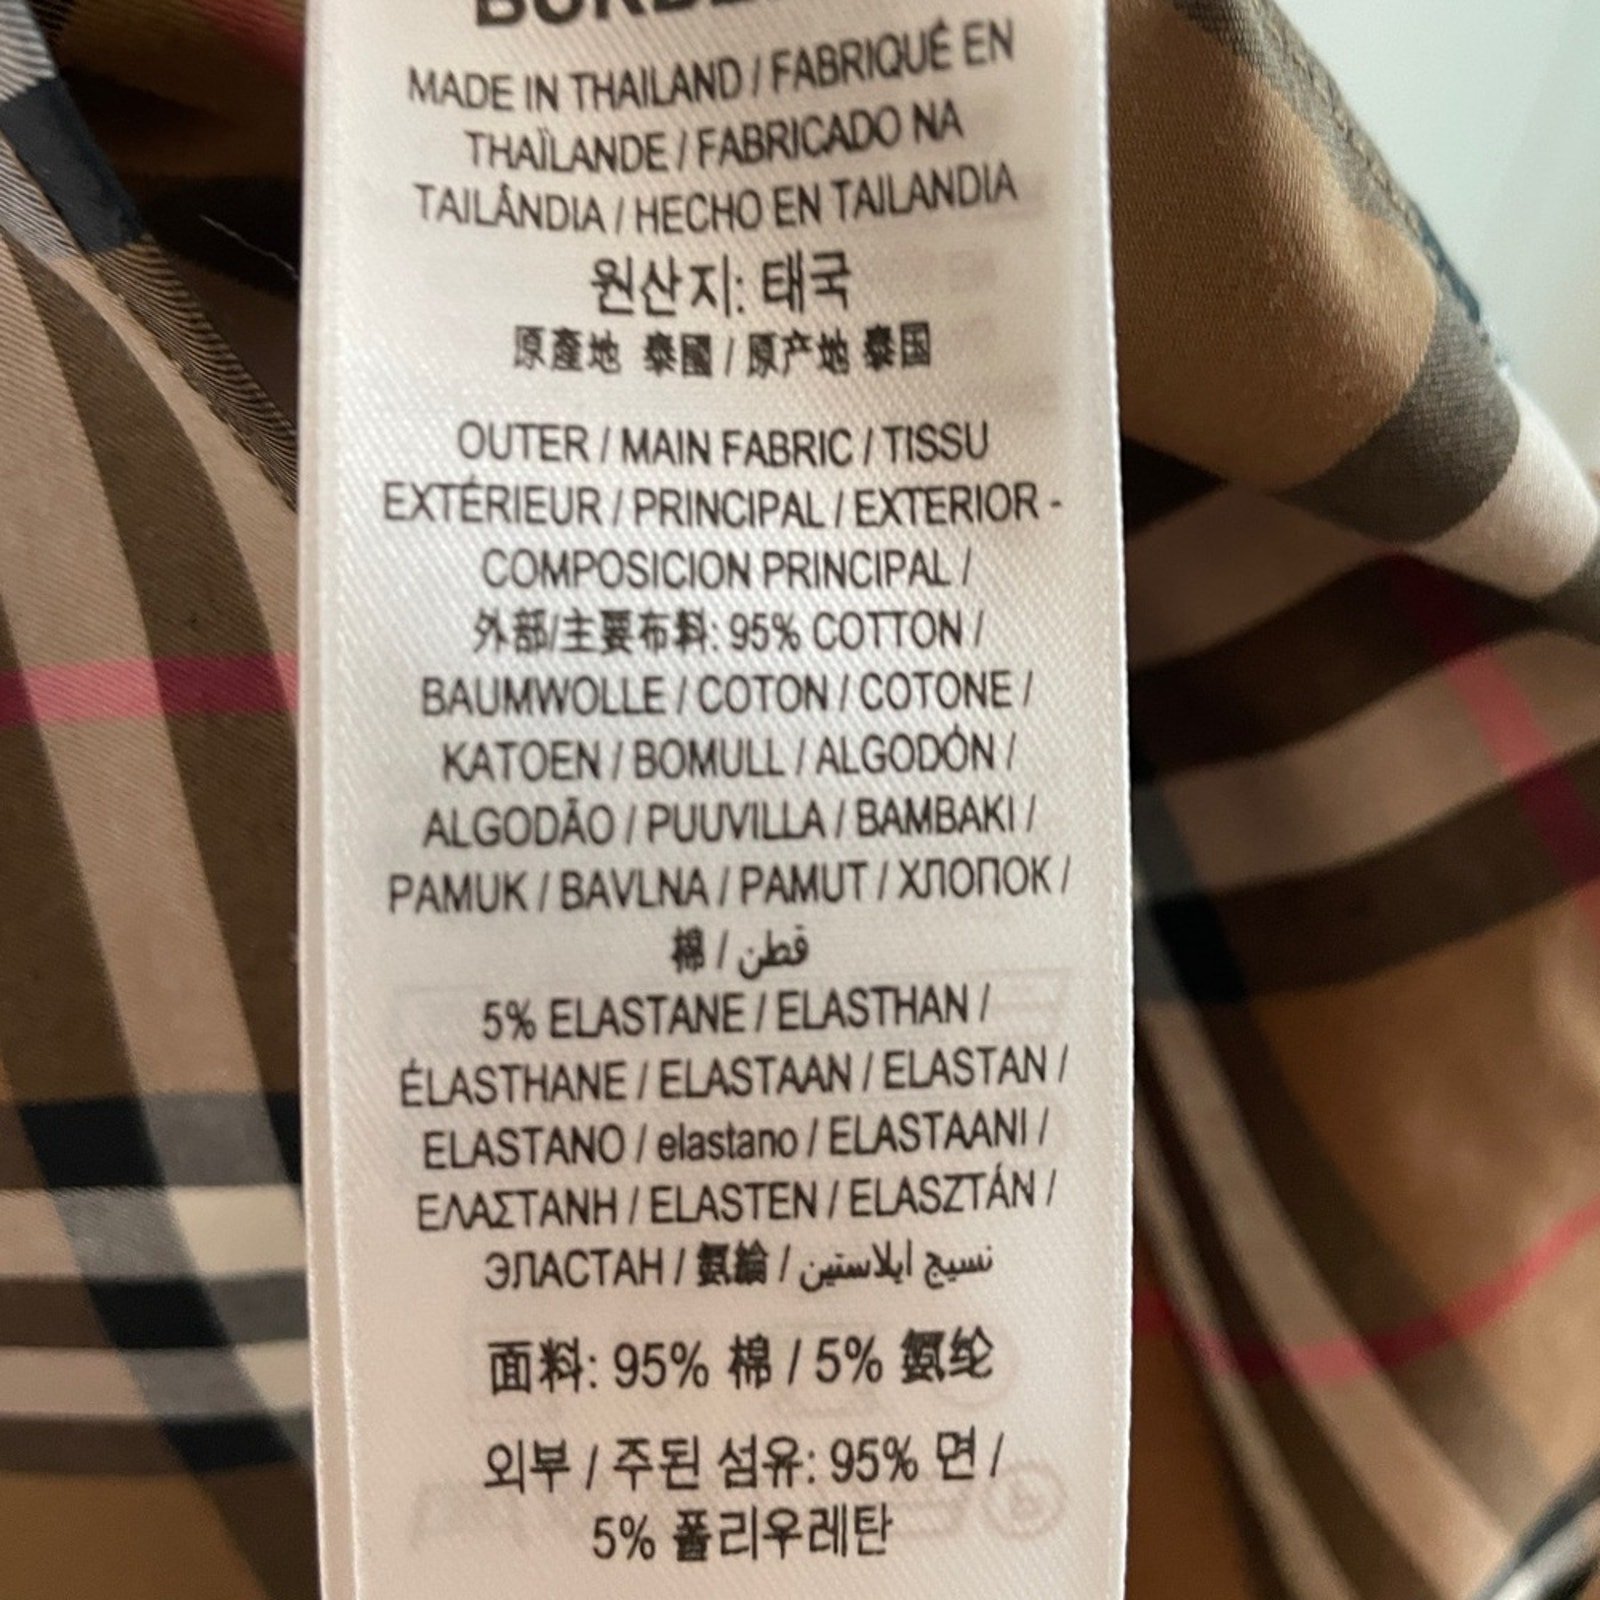 MADE IN THAILAND / FABRIQUÉ EN
THAÏLANDE / FABRICADO NA
TAILÂNDIA / HECHO EN TAILANDIA
원산지: 태국
原產地 泰國 / 原产地 泰国
OUTER / MAIN FABRIC / TISSU
EXTÉRIEUR / PRINCIPAL / EXTERIOR -
COMPOSICION PRINCIPAL /
外部/主要布料: 95% COTTON /
BAUMWOLLE / COTON / COTONE /
KATOEN / BOMULL / ALGODÓN /
ALGODÃO / PUUVILLA / BAMBAKI /
PAMUK / BAVLNA / PAMUT / ХЛОПОК /
棉 / قطن
5% ELASTANE / ELASTHAN /
ÉLASTHANE / ELASTAAN / ELASTAN /
ELASTANO / elastano / ELASTAANI /
ΕΛΑΣΤΑΝΗ / ELASTEN / ELASZTÁN /
ЭЛАСТАН / 氨綸 / نسيج ايلاستين
面料: 95% 棉 / 5% 氨纶
외부 / 주된 섬유: 95% 면 /
5% 폴리우레탄